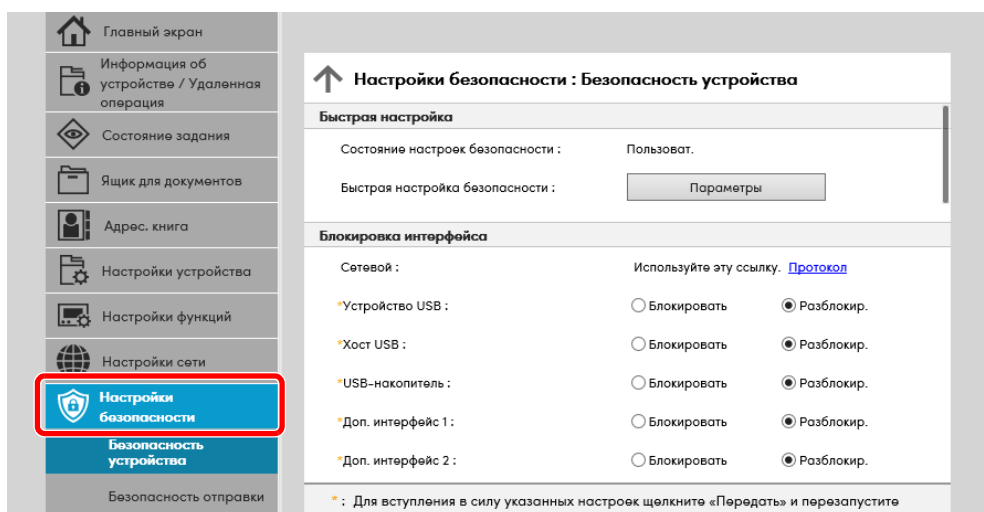 Главный экран
Информация об
устройстве / Удаленная
операция
Состояние задания
Ящик для документов
Адрес. книга
Настройки устройства
Настройки функций
Настройки сети
Настройки
безопасности
Безопасность
устройства
Безопасность отправки
Настройки безопасности : Безопасность устройства
Быстрая настройка
Состояние настроек безопасности : Пользоват.
Быстрая настройка безопасности : Параметры
Блокировка интерфейса
Сетевой : Используйте эту ссылку. Протокол
*Устройство USB : Блокировать Разблокир.
*Хост USB : Блокировать Разблокир.
*USB-накопитель : Блокировать Разблокир.
*Доп. интерфейс 1 : Блокировать Разблокир.
*Доп. интерфейс 2 : Блокировать Разблокир.
* : Для вступления в силу указанных настроек щелкните «Передать» и перезапустите